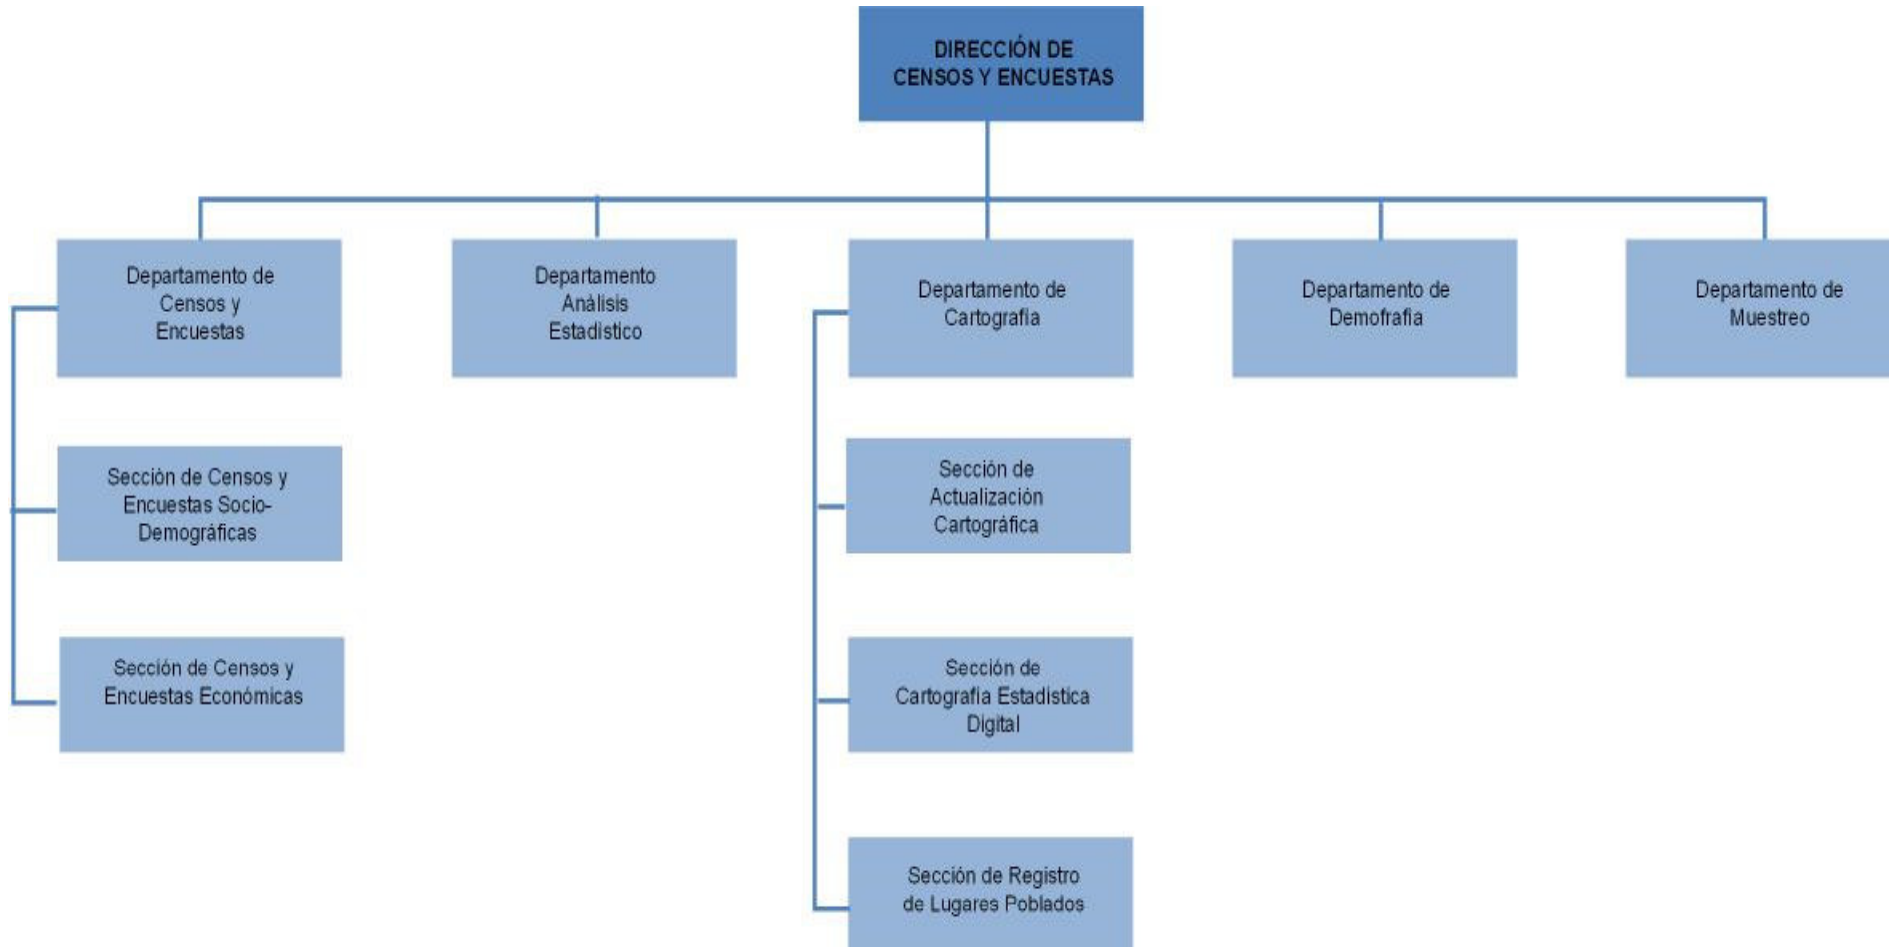 DIRECCIÓN DE
CENSOS Y ENCUESTAS
Departamento de
Censos y
Encuestas
Departamento
Análisis
Estadístico
Departamento de
Cartografía
Departamento de
Demofrafía
Departamento de
Muestreo
Sección de Censos y
Encuestas Socio-
Demográficas
Sección de
Actualización
Cartográfica
Sección de Censos y
Encuestas Económicas
Sección de
Cartografía Estadística
Digital
Sección de Registro
de Lugares Poblados